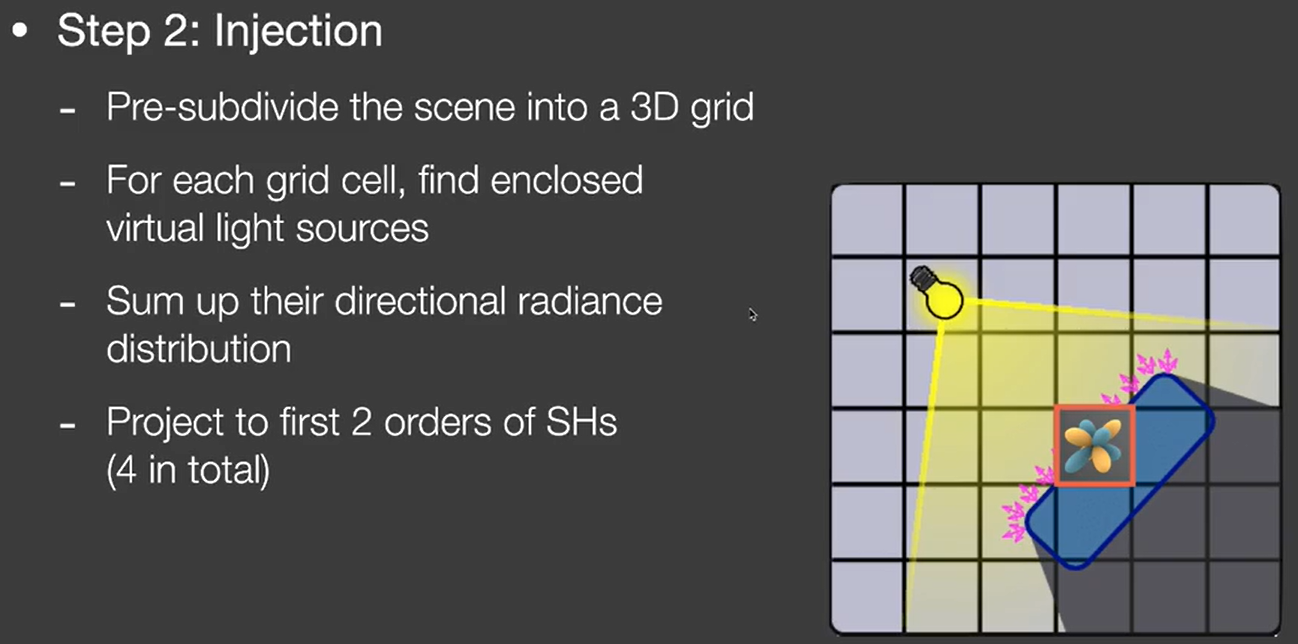 • Step 2: Injection
- Pre-subdivide the scene into a 3D grid
- For each grid cell, find enclosed
virtual light sources
- Sum up their directional radiance
distribution
- Project to first 2 orders of SHs
(4 in total)